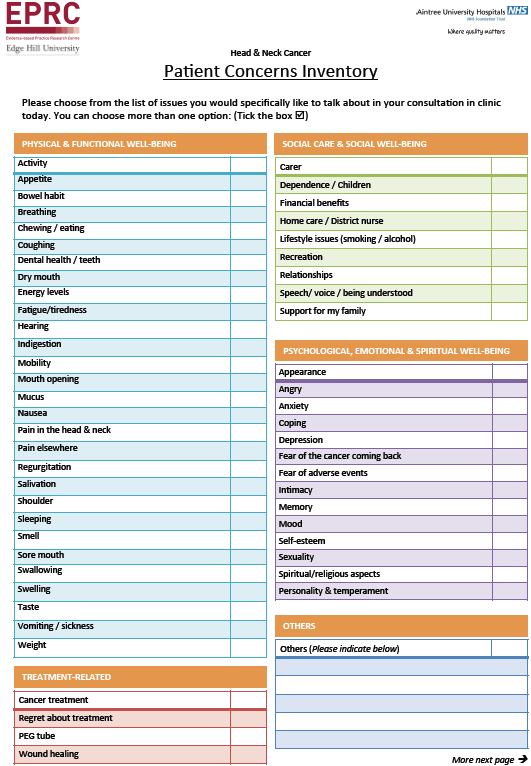 EPRC
Evidence-based Practice Research Centre
Edge Hill University
Aintree University Hospitals NHS
NHS Foundation Trust
Where quality matters
Head & Neck Cancer
Patient Concerns Inventory
Please choose from the list of issues you would specifically like to talk about in your consultation in clinic
today. You can choose more than one option: (Tick the box ☑)
PHYSICAL & FUNCTIONAL WELL-BEING
Activity
Appetite
Bowel habit
Breathing
Chewing / eating
Coughing
Dental health / teeth
Dry mouth
Energy levels
Fatigue/tiredness
Hearing
Indigestion
Mobility
Mouth opening
Mucus
Nausea
Pain in the head & neck
Pain elsewhere
Regurgitation
Salivation
Shoulder
Sleeping
Smell
Sore mouth
Swallowing
Swelling
Taste
Vomiting / sickness
Weight
TREATMENT-RELATED
Cancer treatment
Regret about treatment
PEG tube
Wound healing
SOCIAL CARE & SOCIAL WELL-BEING
Carer
Dependence / Children
Financial benefits
Home care / District nurse
Lifestyle issues (smoking / alcohol)
Recreation
Relationships
Speech/ voice / being understood
Support for my family
PSYCHOLOGICAL, EMOTIONAL & SPIRITUAL WELL-BEING
Appearance
Angry
Anxiety
Coping
Depression
Fear of the cancer coming back
Fear of adverse events
Intimacy
Memory
Mood
Self-esteem
Sexuality
Spiritual/religious aspects
Personality & temperament
OTHERS
Others (Please indicate below)
More next page ➔